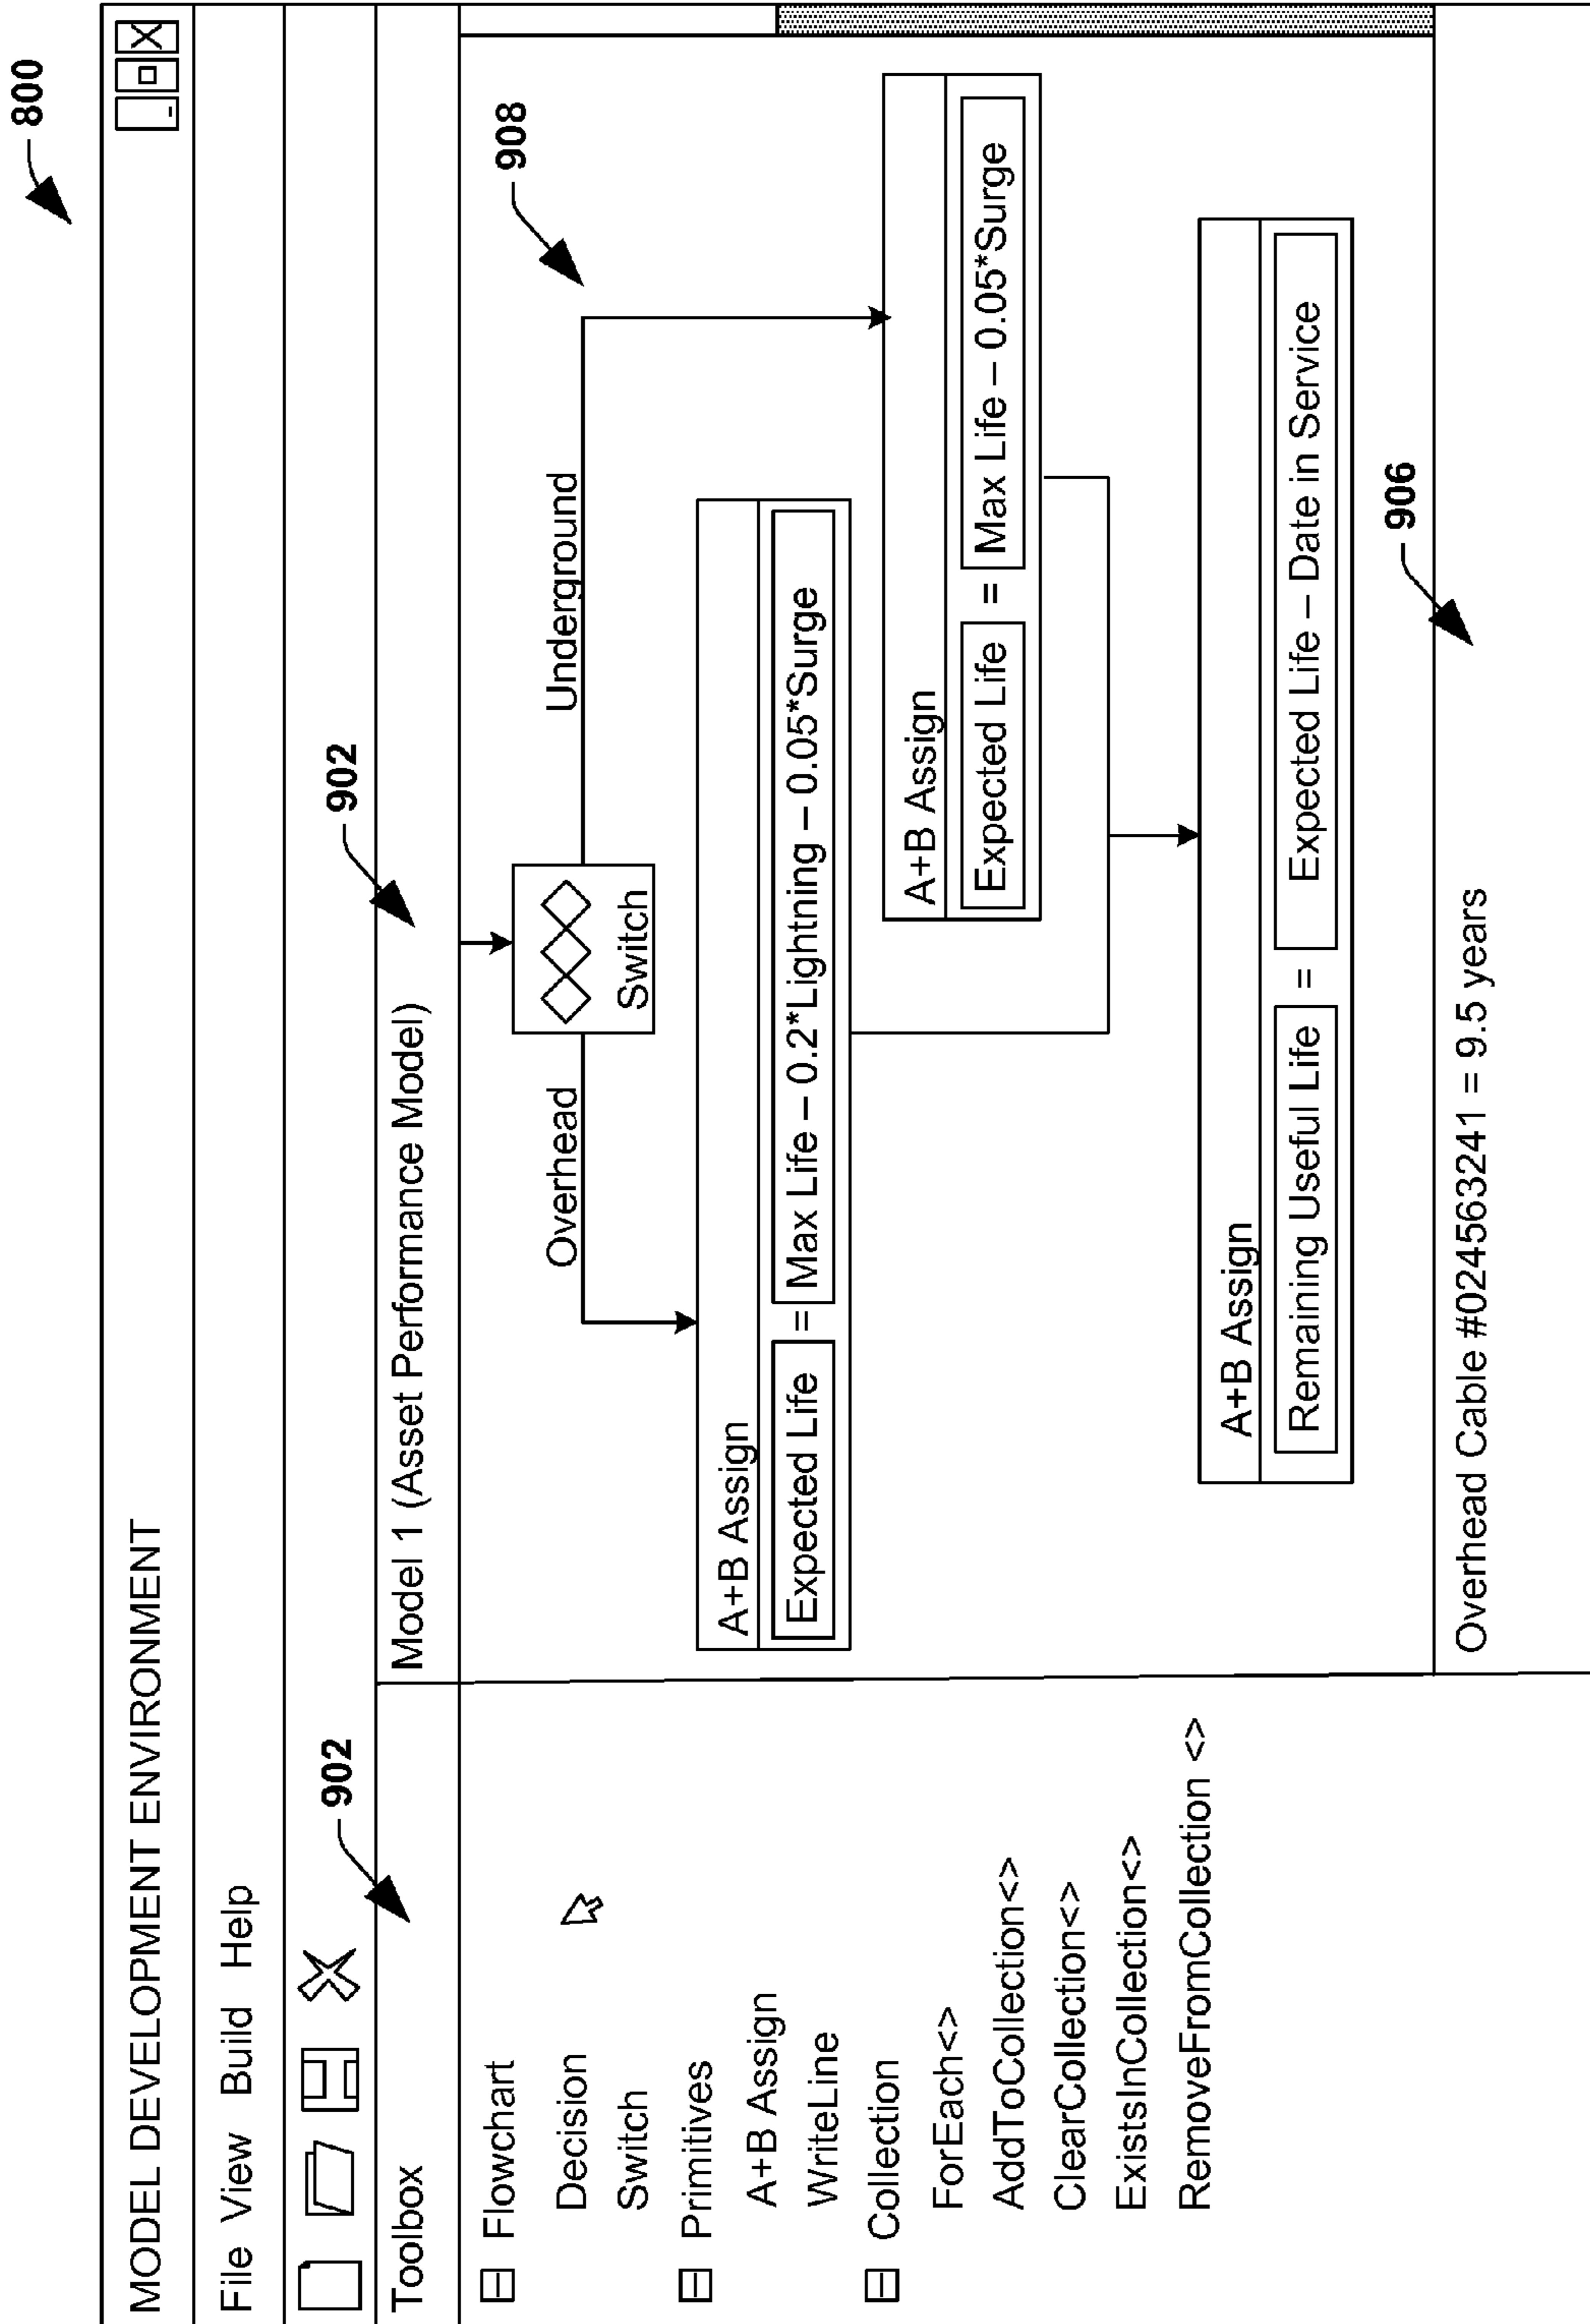 800
MODEL DEVELOPMENT ENVIRONMENT
File View Build Help
902
902
Toolbox
Model 1 (Asset Performance Model)
Flowchart
Decision
Switch
Primitives
A+B Assign
WriteLine
Collection
ForEach<>
AddToCollection<>
ClearCollection<>
ExistsInCollection<>
RemoveFromCollection <>
908
Overhead
Switch
Underground
A+B Assign
Expected Life = Max Life – 0.2*Lightning – 0.05*Surge
A+B Assign
Expected Life = Max Life – 0.05*Surge
A+B Assign
Remaining Useful Life = Expected Life – Date in Service
906
Overhead Cable #024563241 = 9.5 years